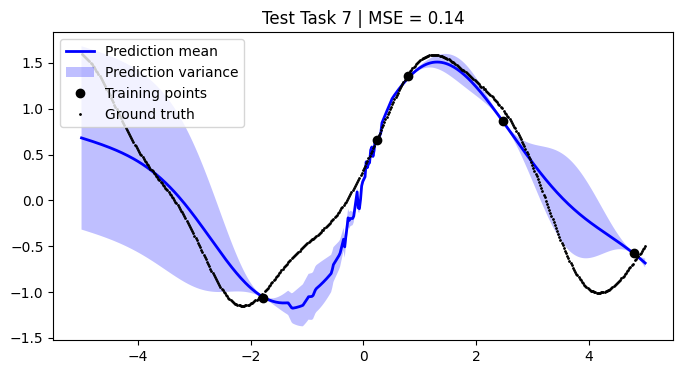 Test Task 7 | MSE = 0.14
Prediction mean
Prediction variance
Training points
Ground truth
1.5
1.0
0.5
0.0
−0.5
−1.0
−1.5
−4
−2
0
2
4